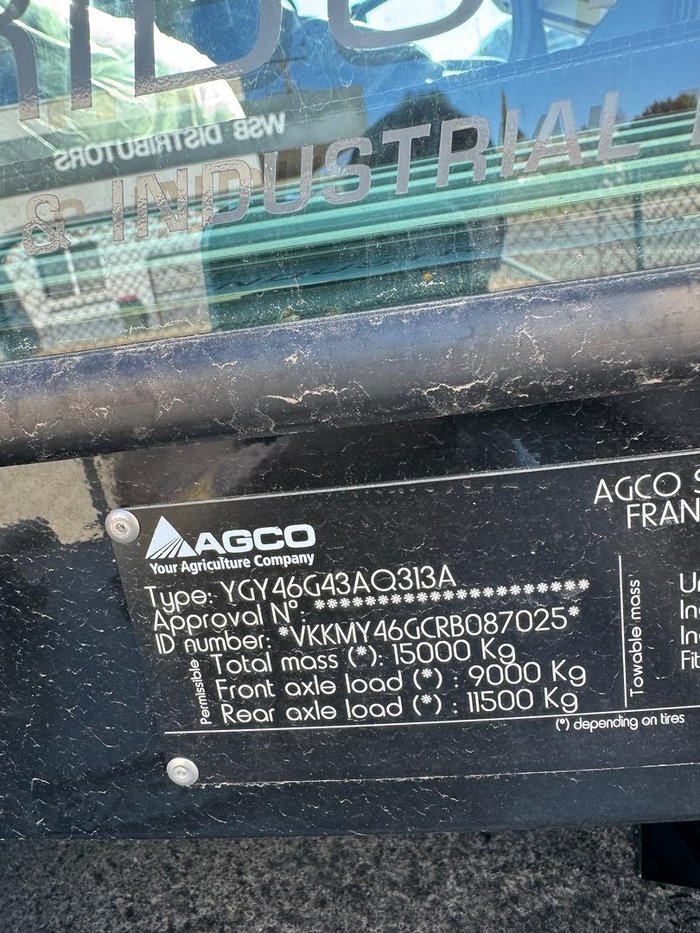 WSB DISTRIBUTORS
& INDUSTRIAL
AGCO
Your Agriculture Company
AGCO S
FRAN
Type: YGY46G43AQ313A
Approval N°: ******************
ID number: *VKKMY46GCRB087025*
Permissible
Total mass (*): 15000 Kg
Front axle load (*) : 9000 Kg
Rear axle load (*) : 11500 Kg
Towable mass
(*) depending on tires